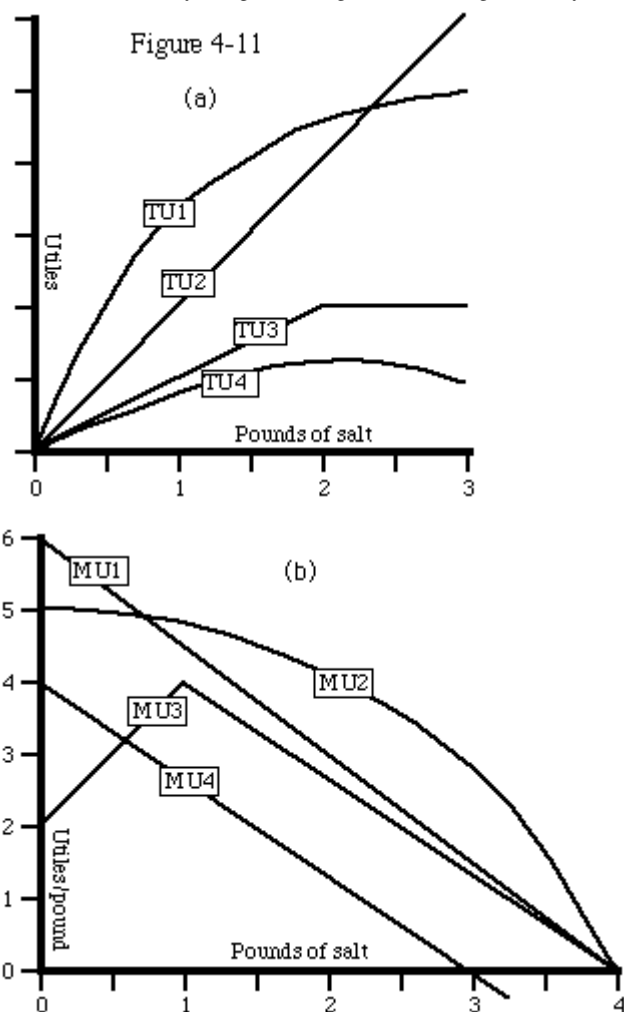 Figure 4-11
(a)
TU1
TU2
TU3
TU4
Utiles
Pounds of salt
0 1 2 3
6
5
4
3
2
1
0
(b)
MU1
MU2
MU3
MU4
Utiles/pound
Pounds of salt
0 1 2 3 4